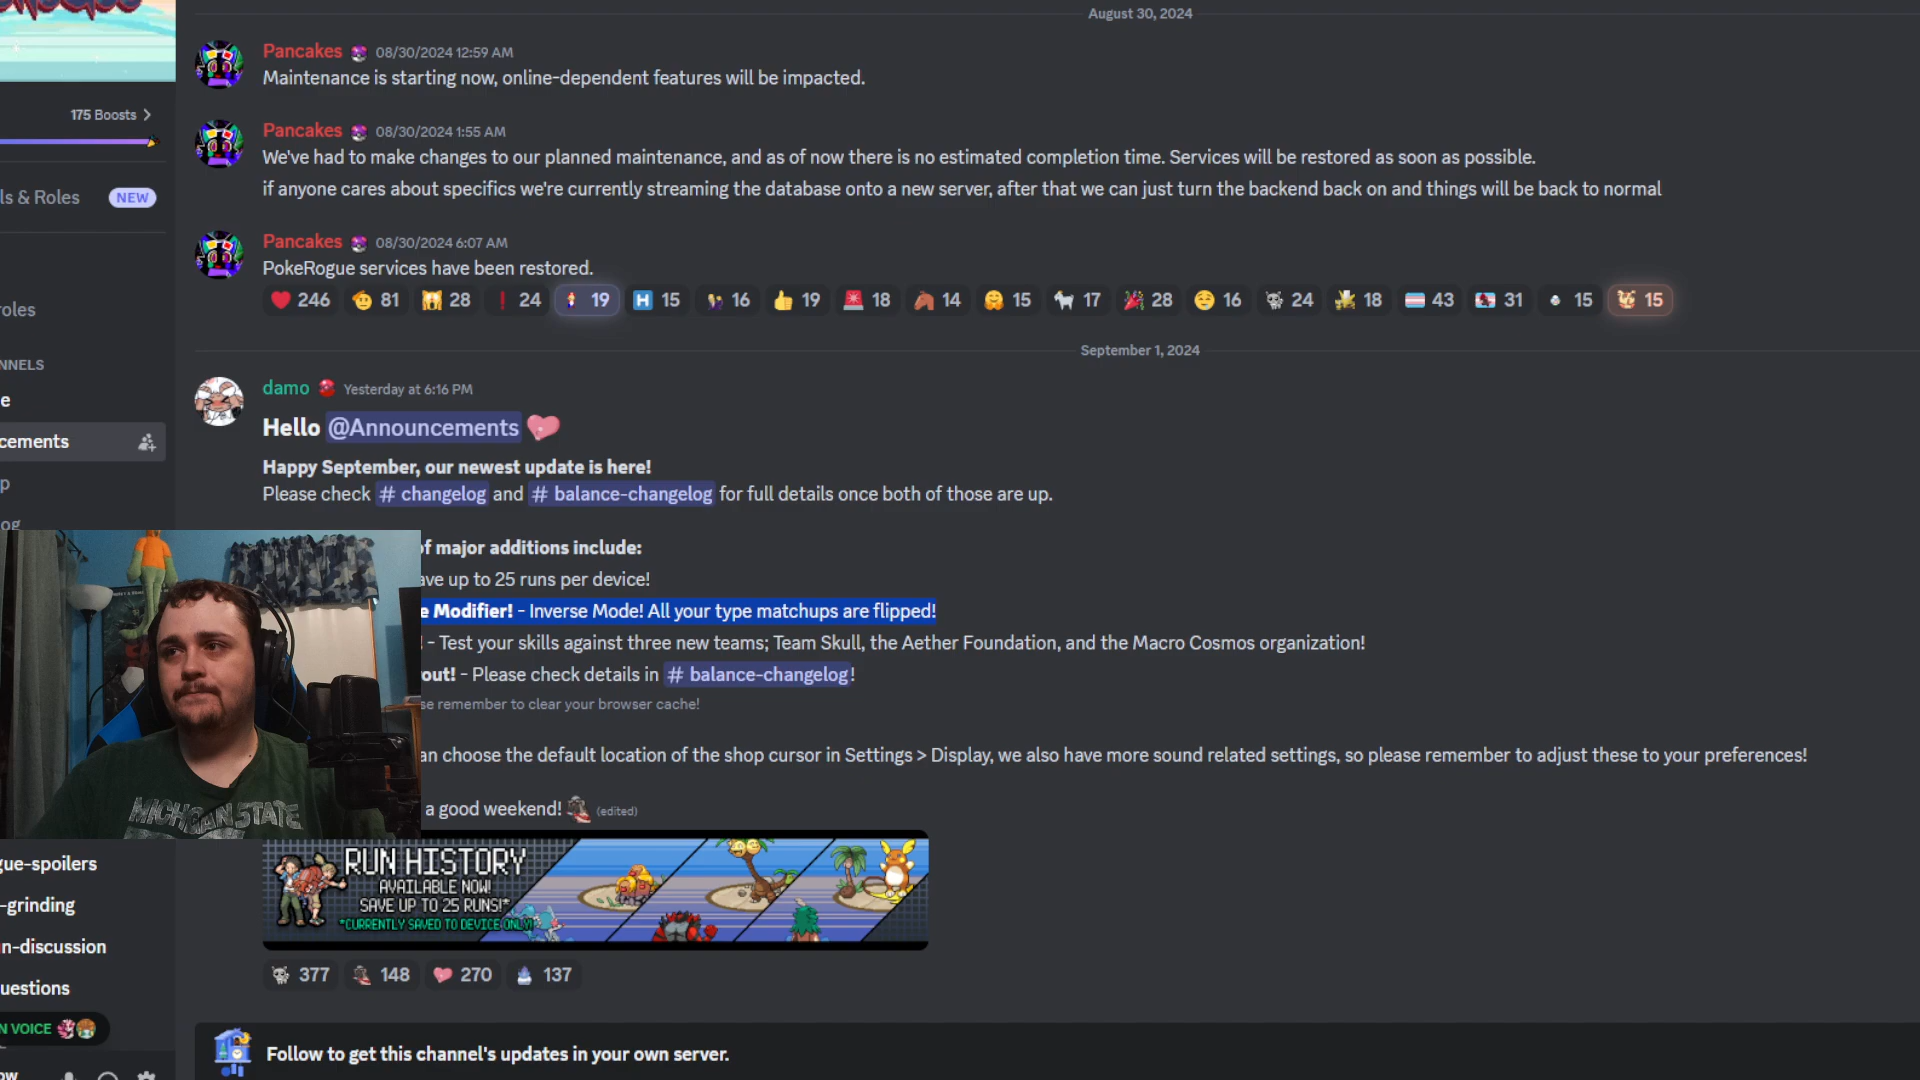 August 30, 2024
Pancakes 08/30/2024 12:59 AM
Maintenance is starting now, online-dependent features will be impacted.
175 Boosts
Pancakes 08/30/2024 1:55 AM
We've had to make changes to our planned maintenance, and as of now there is no estimated completion time. Services will be restored as soon as possible.
if anyone cares about specifics we're currently streaming the database onto a new server, after that we can just turn the backend back on and things will be back to normal
ls & Roles NEW
Pancakes 08/30/2024 6:07 AM
PokeRogue services have been restored.
246 81 28 24 19 H 15 16 19 18 14 15 17 28 16 24 18 43 31 15 15
roles
September 1, 2024
NNELS
damo Yesterday at 6:16 PM
e
Hello @Announcements
cements
Happy September, our newest update is here!
Please check # changelog and # balance-changelog for full details once both of those are up.
p
og
of major additions include:
ave up to 25 runs per device!
e Modifier! - Inverse Mode! All your type matchups are flipped!
- Test your skills against three new teams; Team Skull, the Aether Foundation, and the Macro Cosmos organization!
out! - Please check details in # balance-changelog!
se remember to clear your browser cache!
an choose the default location of the shop cursor in Settings > Display, we also have more sound related settings, so please remember to adjust these to your preferences!
a good weekend! (edited)
MICHIGAN STATE
RUN HISTORY
AVAILABLE NOW!
SAVE UP TO 25 RUNS!*
*CURRENTLY SAVED TO DEVICE ONLY!
gue-spoilers
-grinding
n-discussion
uestions
377 148 270 137
N VOICE
Follow to get this channel's updates in your own server.
ow